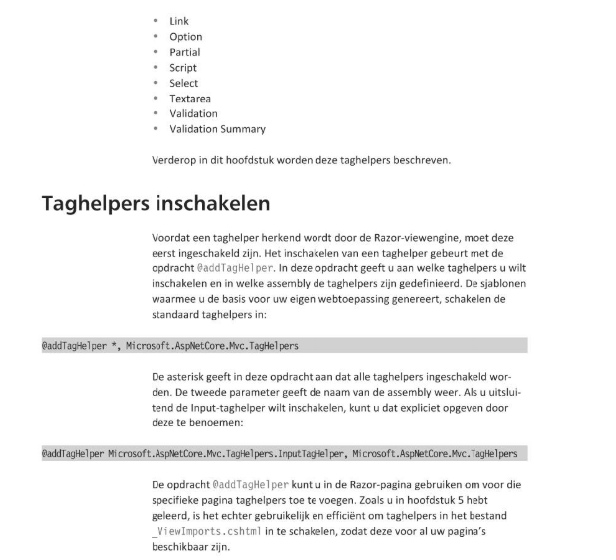 • Link
• Option
• Partial
• Script
• Select
• Textarea
• Validation
• Validation Summary
Verderop in dit hoofdstuk worden deze taghelpers beschreven.
Taghelpers inschakelen
Voordat een taghelper herkend wordt door de Razor-viewengine, moet deze
eerst ingeschakeld zijn. Het inschakelen van een taghelper gebeurt met de
opdracht @addTagHelper. In deze opdracht geeft u aan welke taghelpers u wilt
inschakelen en in welke assembly de taghelpers zijn gedefinieerd. De sjablonen
waarmee u de basis voor uw eigen webtoepassing genereert, schakelen de
standaard taghelpers in:
@addTagHelper *, Microsoft.AspNetCore.Mvc.TagHelpers
De asterisk geeft in deze opdracht aan dat alle taghelpers ingeschakeld wor-
den. De tweede parameter geeft de naam van de assembly weer. Als u uitslui-
tend de Input-taghelper wilt inschakelen, kunt u dat expliciet opgeven door
deze te benoemen:
@addTagHelper Microsoft.AspNetCore.Mvc.TagHelpers.InputTagHelper, Microsoft.AspNetCore.Mvc.TagHelpers
De opdracht @addTagHelper kunt u in de Razor-pagina gebruiken om voor die
specifieke pagina taghelpers toe te voegen. Zoals u in hoofdstuk 5 hebt
geleerd, is het echter gebruikelijk en efficiënt om taghelpers in het bestand
_ViewImports.cshtml in te schakelen, zodat deze voor al uw pagina's
beschikbaar zijn.